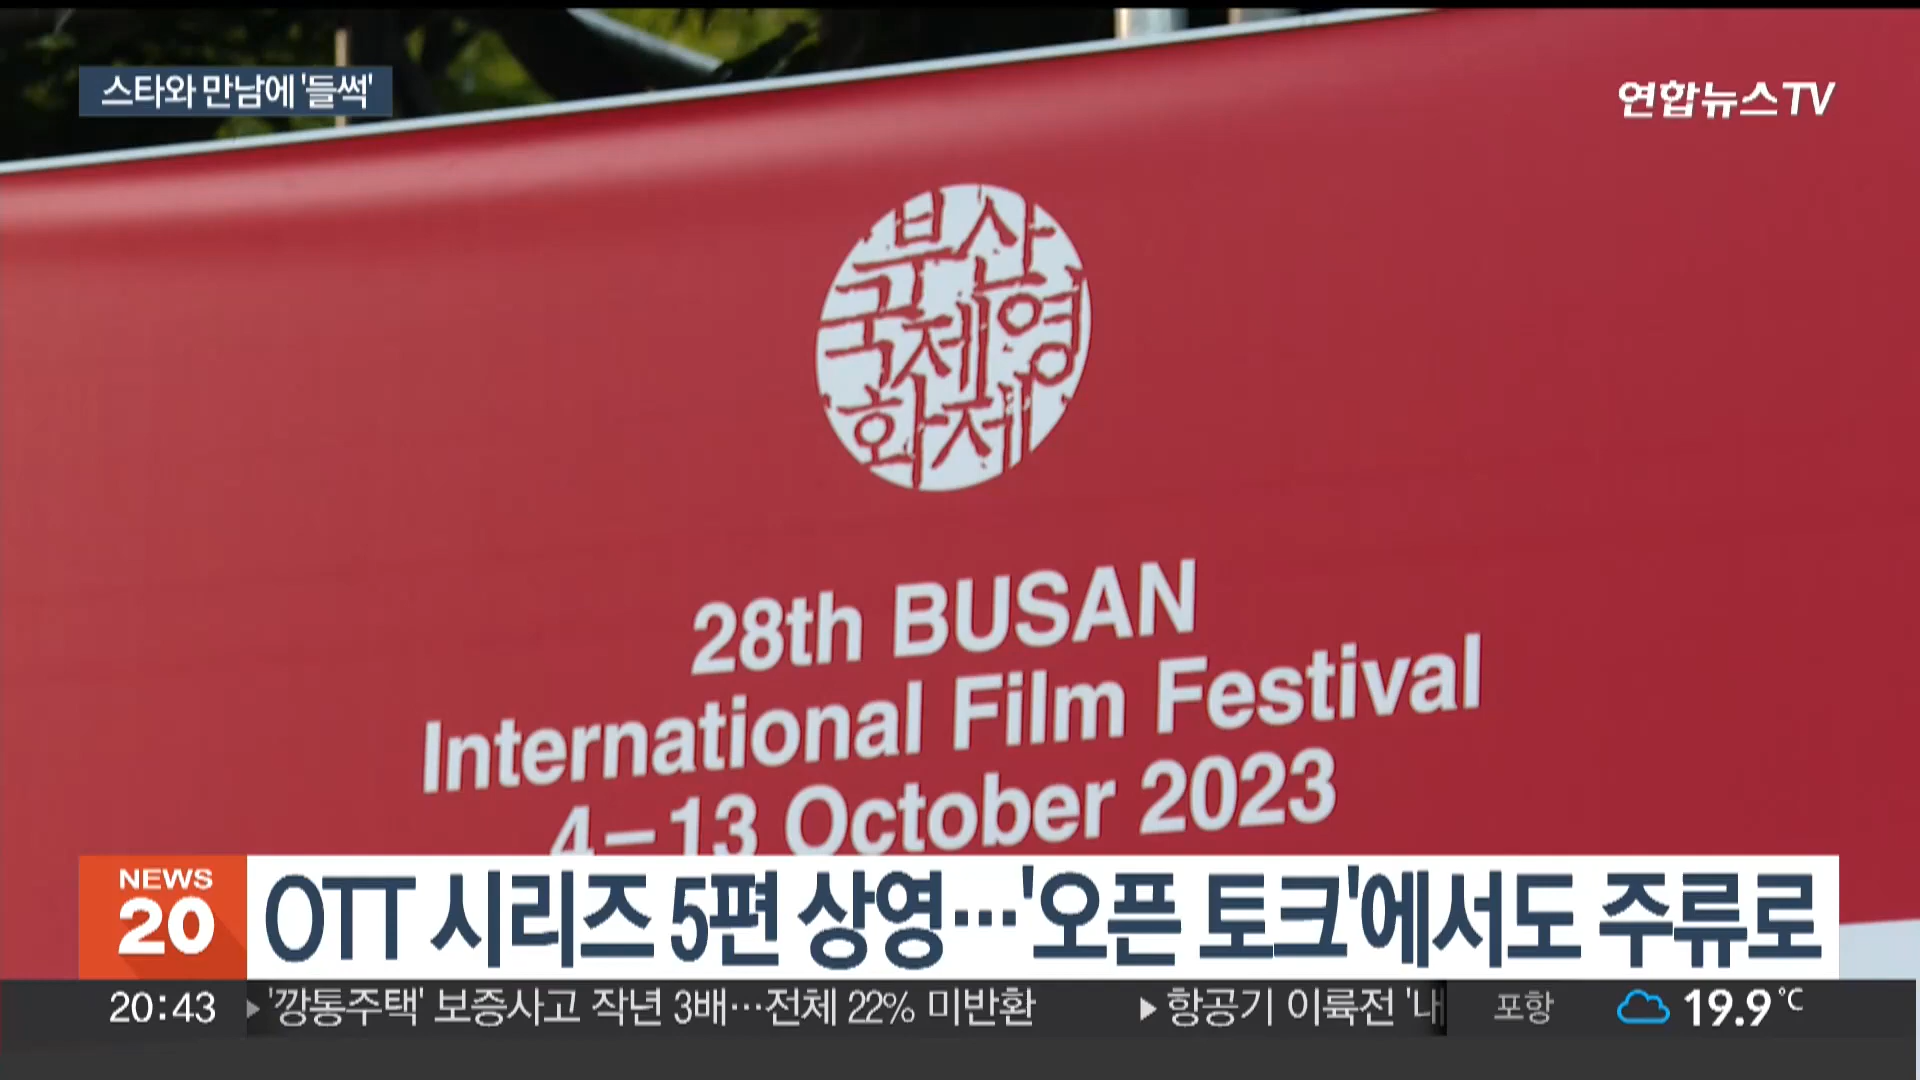 스타와 만남에 '들썩'
연합뉴스TV
부산
국제영
화제
28th BUSAN
International Film Festival
4–13 October 2023
NEWS
20
OTT 시리즈 5편 상영…'오픈 토크'에서도 주류로
20:43
▶'깡통주택' 보증사고 작년 3배…전체 22% 미반환
▶항공기 이륙전 '내
포항
19.9℃